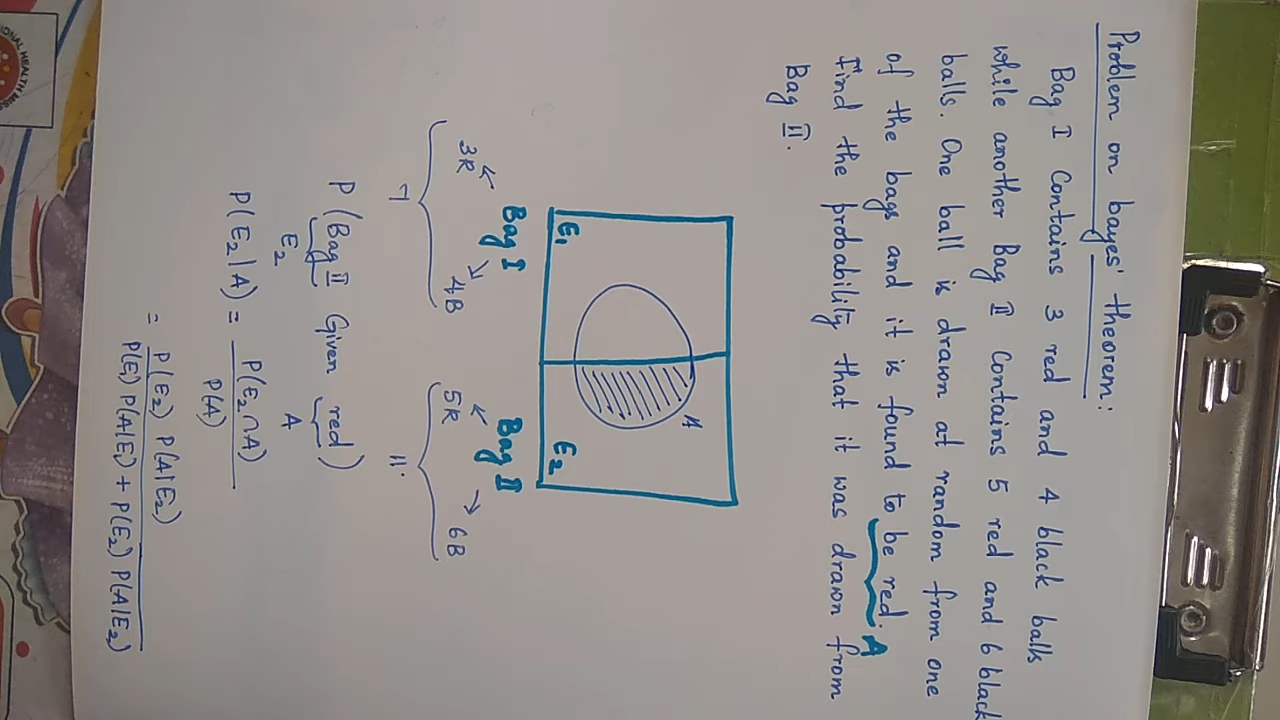 Problem on bayes' theorem:
Bag I Contains 3 red and 4 black balls
while another Bag II Contains 5 red and 6 black
balls. One ball is drawn at random from one
of the bags and it is found to be red. A
Find the probability that it was drawn from
Bag II.
E1 E2 A
Bag I Bag II
3R 4B 5R 6B
7 11.
P (Bag II Given red)
E2 A
P(E2|A) = P(E2∩A)
P(A)
= P(E2) P(A|E2)
P(E1) P(A|E1) + P(E2) P(A|E2)